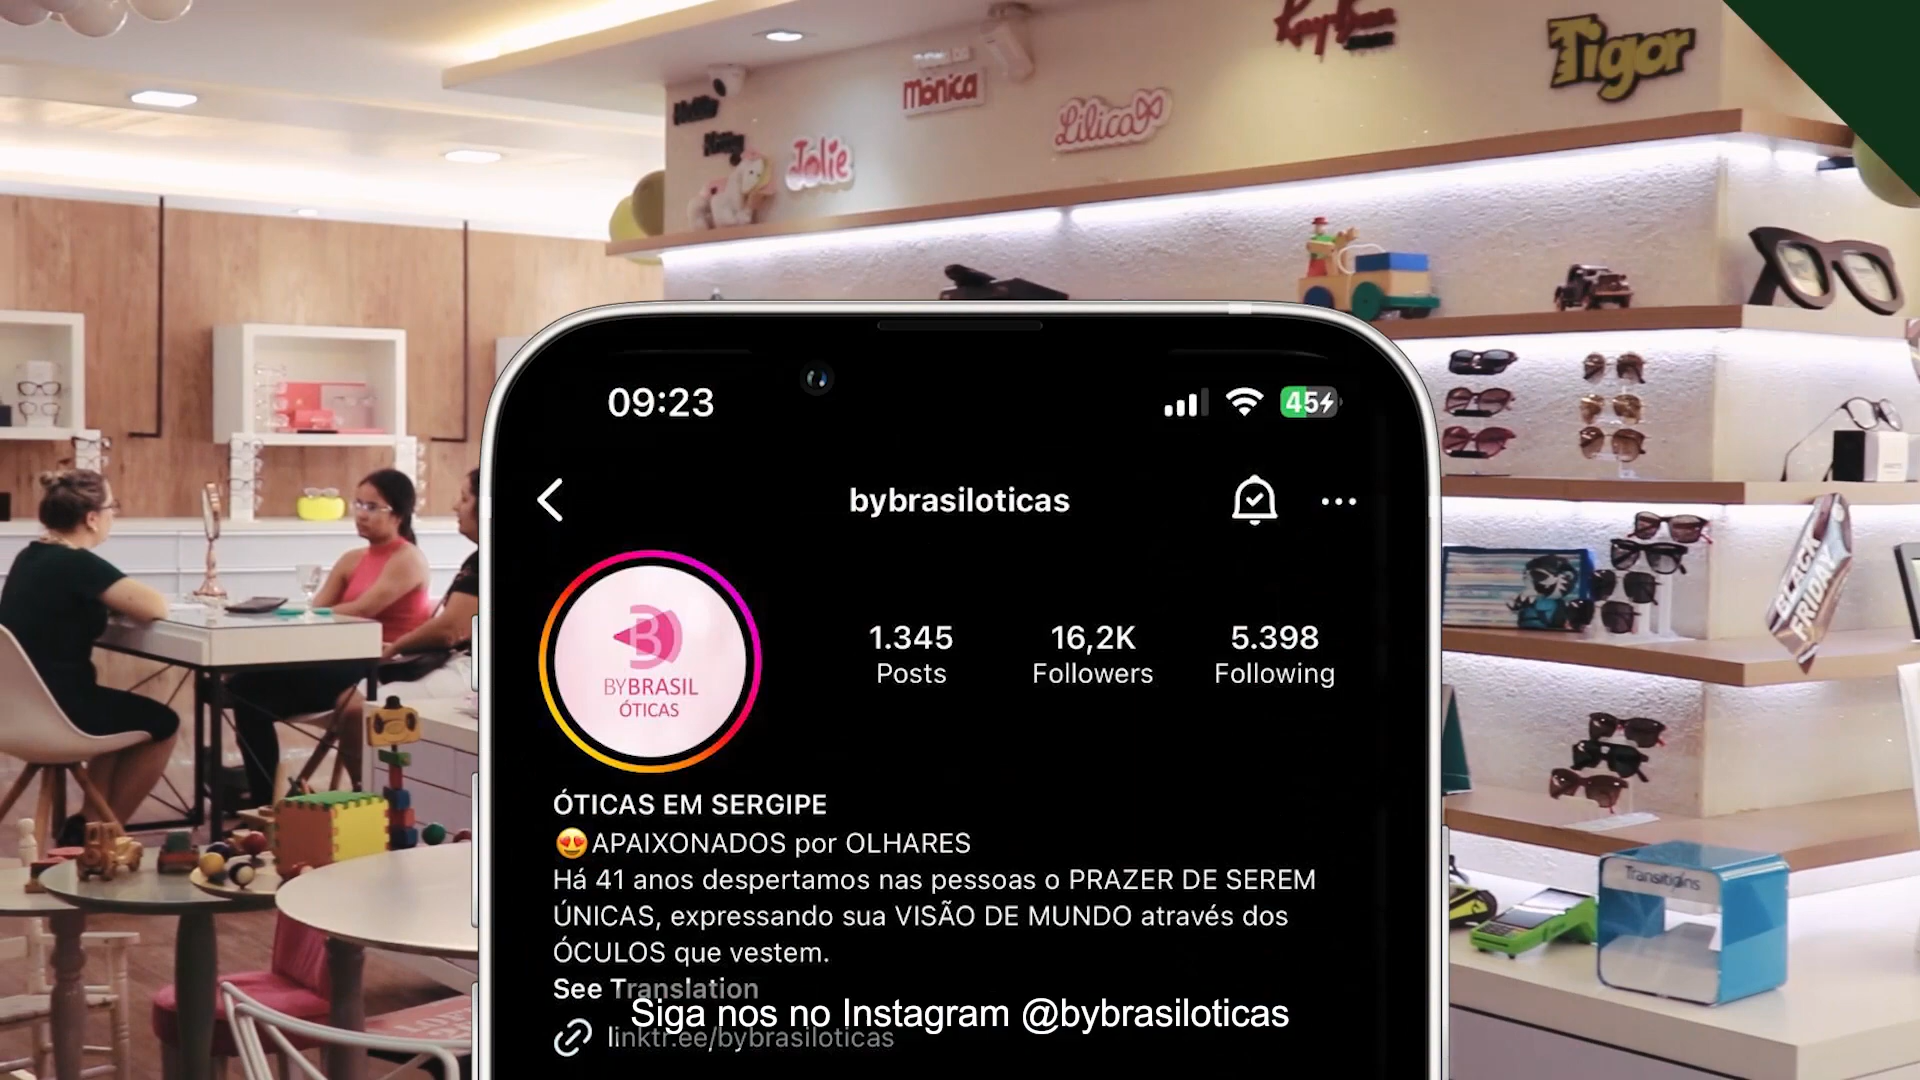 Mônica
Jolie
Lilica
Ray-Ban
Tigor
09:23
45
bybrasiloticas
1.345
Posts
16,2K
Followers
5.398
Following
BYBRASIL
ÓTICAS
ÓTICAS EM SERGIPE
😍APAIXONADOS por OLHARES
Há 41 anos despertamos nas pessoas o PRAZER DE SEREM
ÚNICAS, expressando sua VISÃO DE MUNDO através dos
ÓCULOS que vestem.
See Translation
Siga nos no Instagram @bybrasiloticas
linktr.ee/bybrasiloticas
BLACK
FRIDAY
Transitions